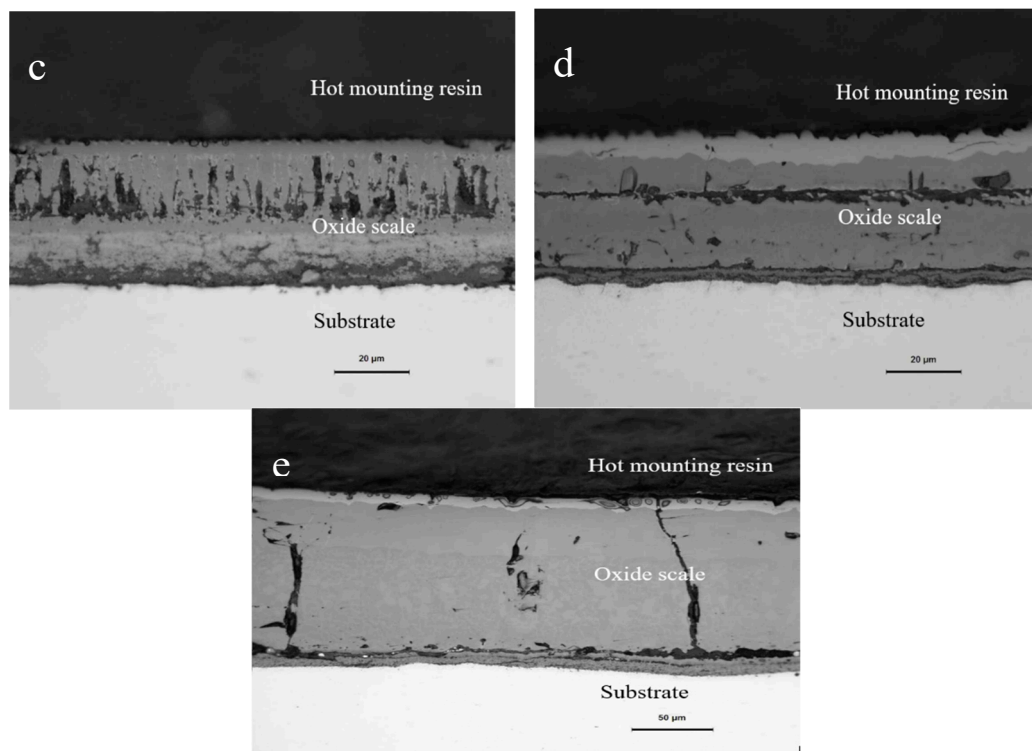 c
Hot mounting resin
Oxide scale
Substrate
20 μm
d
Hot mounting resin
Oxide scale
Substrate
20 μm
e
Hot mounting resin
Oxide scale
Substrate
50 μm